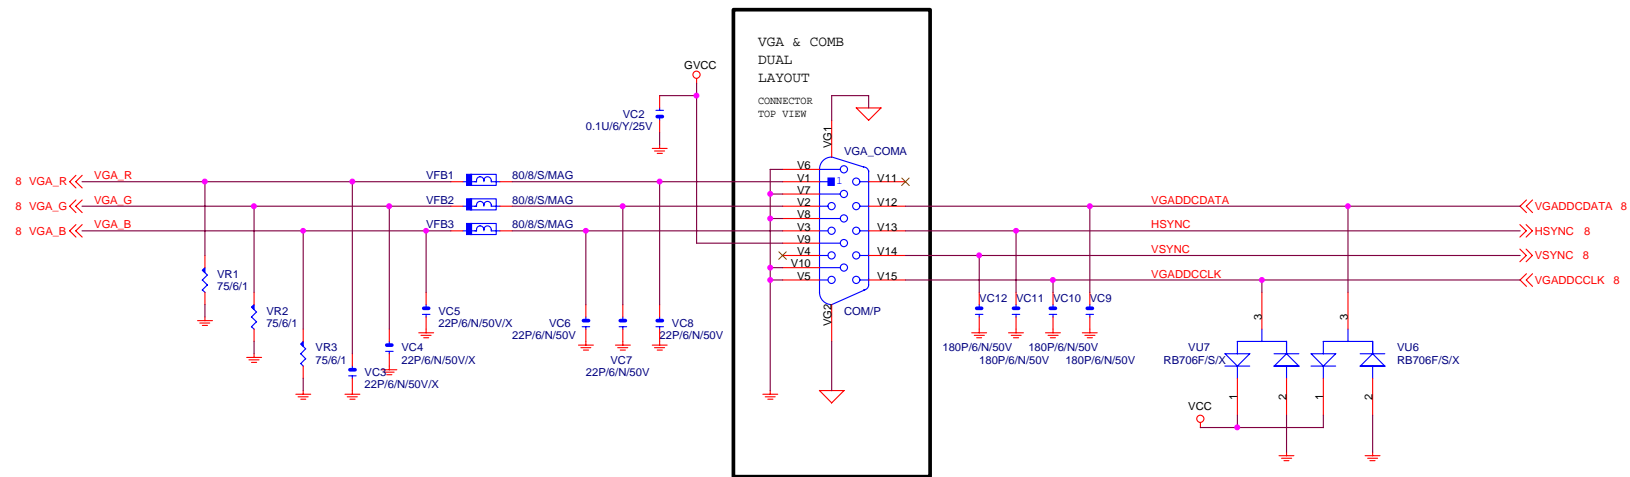 VGA & COMB
DUAL
LAYOUT
CONNECTOR
TOP VIEW
GVCC
VC2
0.1U/6/Y/25V
VG1
VGA_COMA
8 VGA_R VGA_R VFB1 80/8/S/MAG
8 VGA_G VGA_G VFB2 80/8/S/MAG
8 VGA_B VGA_B VFB3 80/8/S/MAG
V6
V1
V7
V2
V8
V3
V9
V4
V10
V5
1
V11
V12
V13
V14
V15
VG2
COM/P
VGADDCDATA VGADDCDATA 8
HSYNC HSYNC 8
VSYNC VSYNC 8
VGADDCCLK VGADDCCLK 8
VR1
75/6/1
VR2
75/6/1
VR3
75/6/1
VC5
22P/6/N/50V/X
VC4
22P/6/N/50V/X
VC3
22P/6/N/50V/X
VC6
22P/6/N/50V
VC7
22P/6/N/50V
VC8
22P/6/N/50V
VC12 VC11 VC10 VC9
180P/6/N/50V 180P/6/N/50V
180P/6/N/50V 180P/6/N/50V
3
3
VU7
RB706F/S/X
VU6
RB706F/S/X
1
2
1
2
VCC